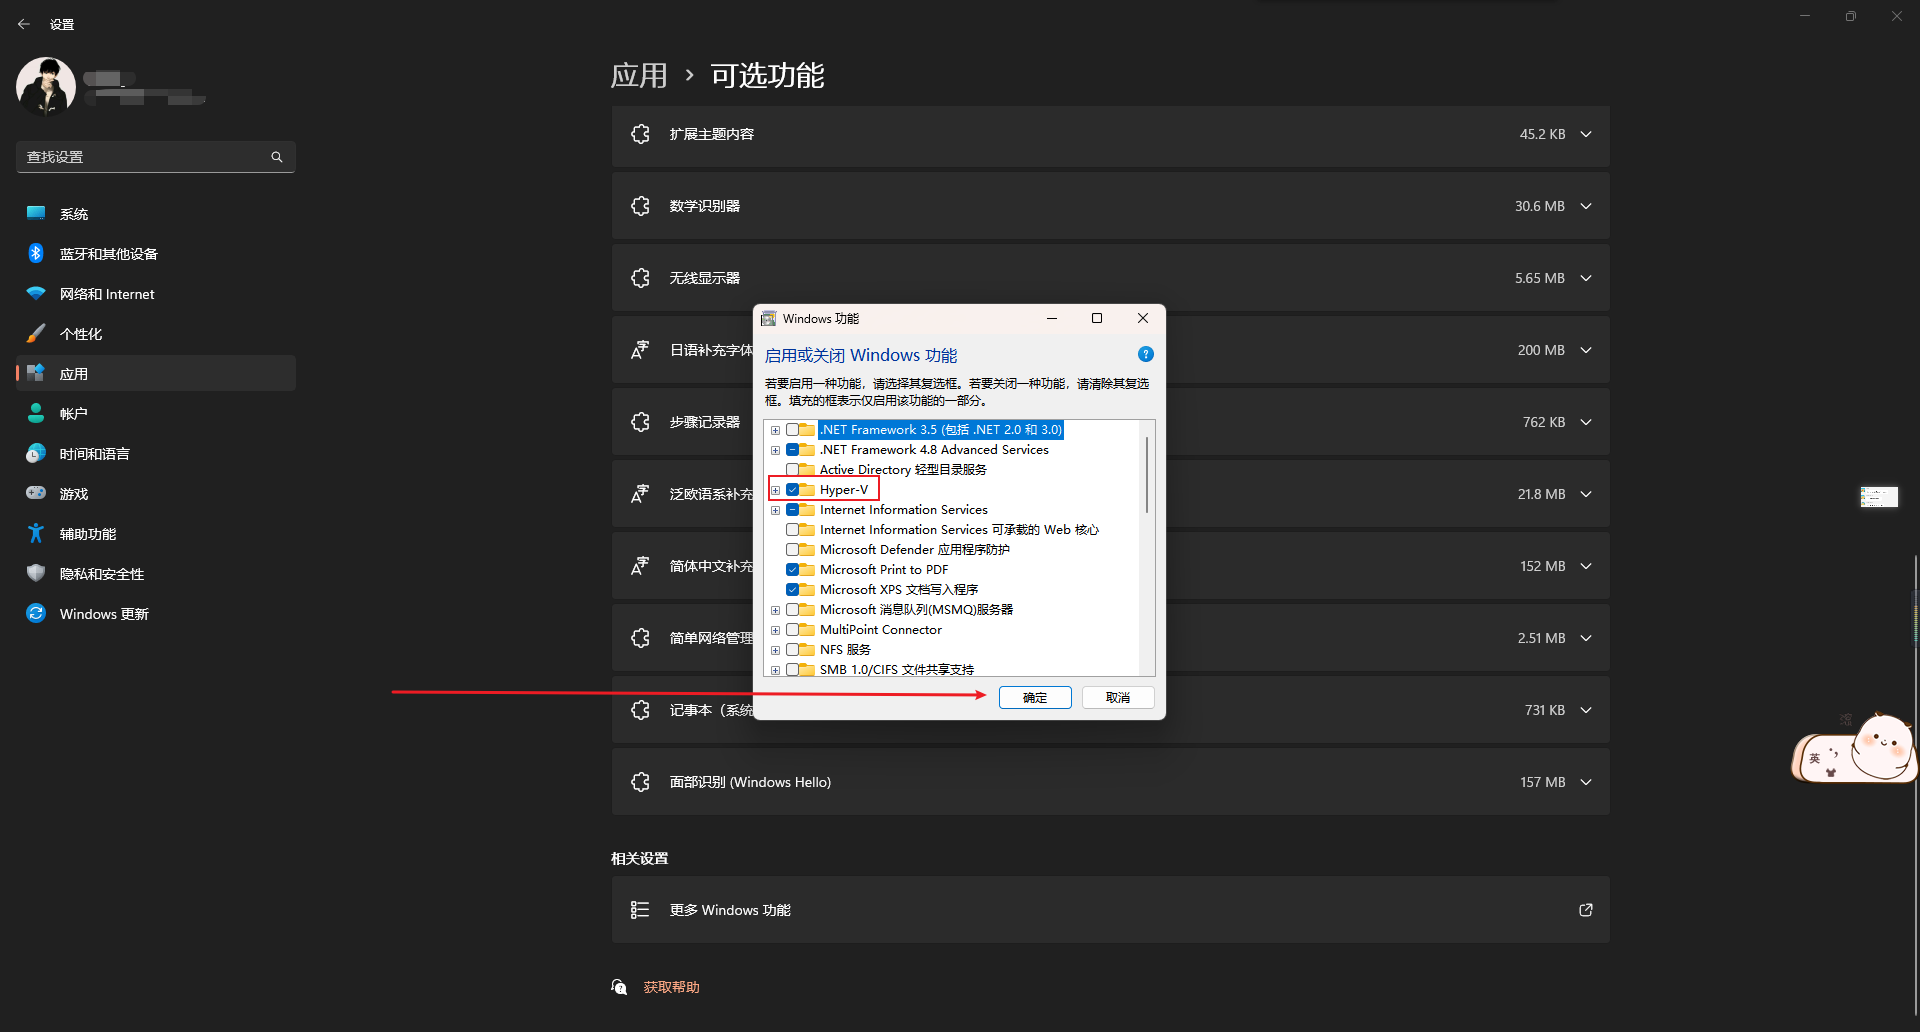 设置
查找设置
系统
蓝牙和其他设备
网络和 Internet
个性化
应用
帐户
时间和语言
游戏
辅助功能
隐私和安全性
Windows 更新
应用 › 可选功能
扩展主题内容 45.2 KB
数学识别器 30.6 MB
无线显示器 5.65 MB
日语补充字体 200 MB
步骤记录器 762 KB
泛欧语系补充 21.8 MB
简体中文补充 152 MB
简单网络管理 2.51 MB
记事本（系统 731 KB
面部识别 (Windows Hello) 157 MB
Windows 功能
启用或关闭 Windows 功能
若要启用一种功能，请选择其复选框。若要关闭一种功能，请清除其复选
框。填充的框表示仅启用该功能的一部分。
.NET Framework 3.5 (包括 .NET 2.0 和 3.0)
.NET Framework 4.8 Advanced Services
Active Directory 轻型目录服务
Hyper-V
Internet Information Services
Internet Information Services 可承载的 Web 核心
Microsoft Defender 应用程序防护
Microsoft Print to PDF
Microsoft XPS 文档写入程序
Microsoft 消息队列(MSMQ)服务器
MultiPoint Connector
NFS 服务
SMB 1.0/CIFS 文件共享支持
确定 取消
相关设置
更多 Windows 功能
获取帮助
英